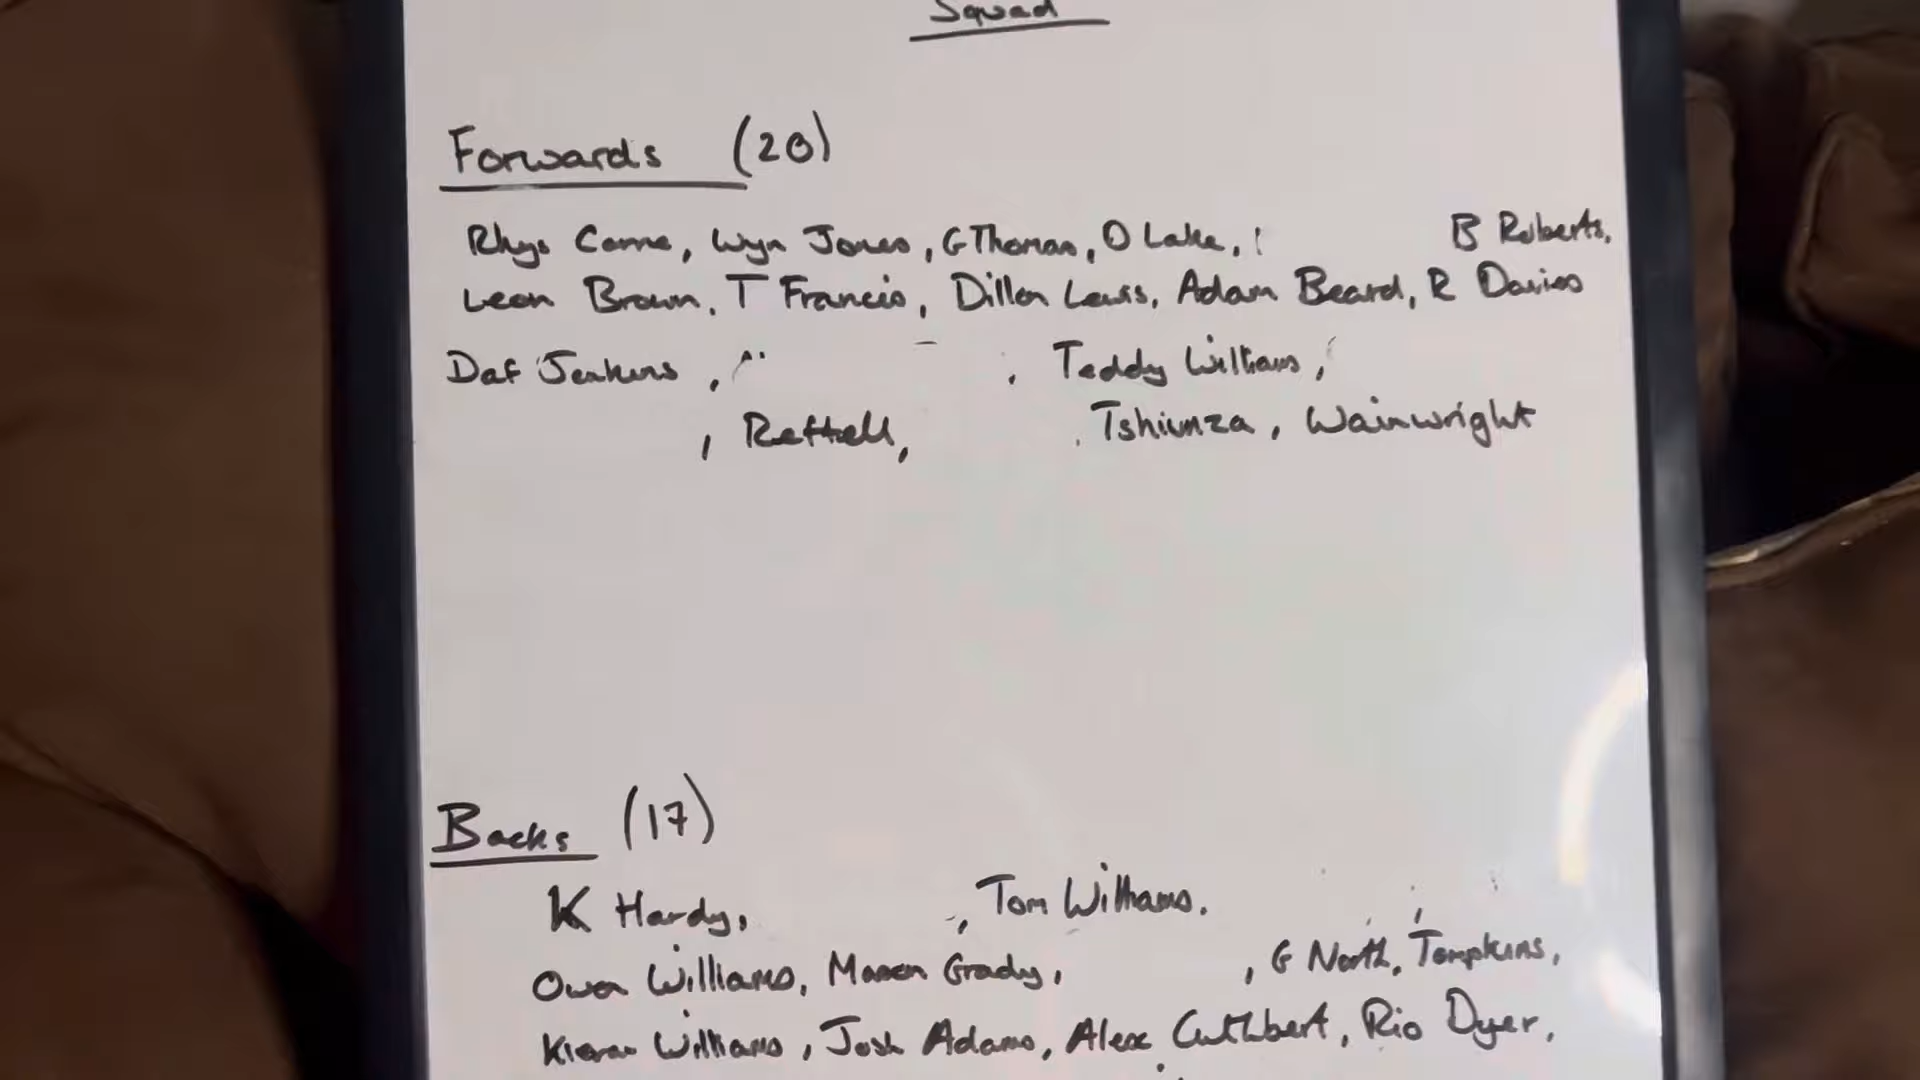 Squad
Forwards (20)
Rhys Carre, Wyn Jones, G Thomas, D Lake, B Roberts,
Leon Brown, T Francis, Dillon Lewis, Adam Beard, R Davies
Daf Jenkins, , Teddy Williams,
, Reffell, , Tshiunza, Wainwright
Backs (17)
K Hardy, , Tom Williams.
Owen Williams, Mason Grady, , G North, Tompkins,
Kieran Williams, Josh Adams, Alex Cuthbert, Rio Dyer,